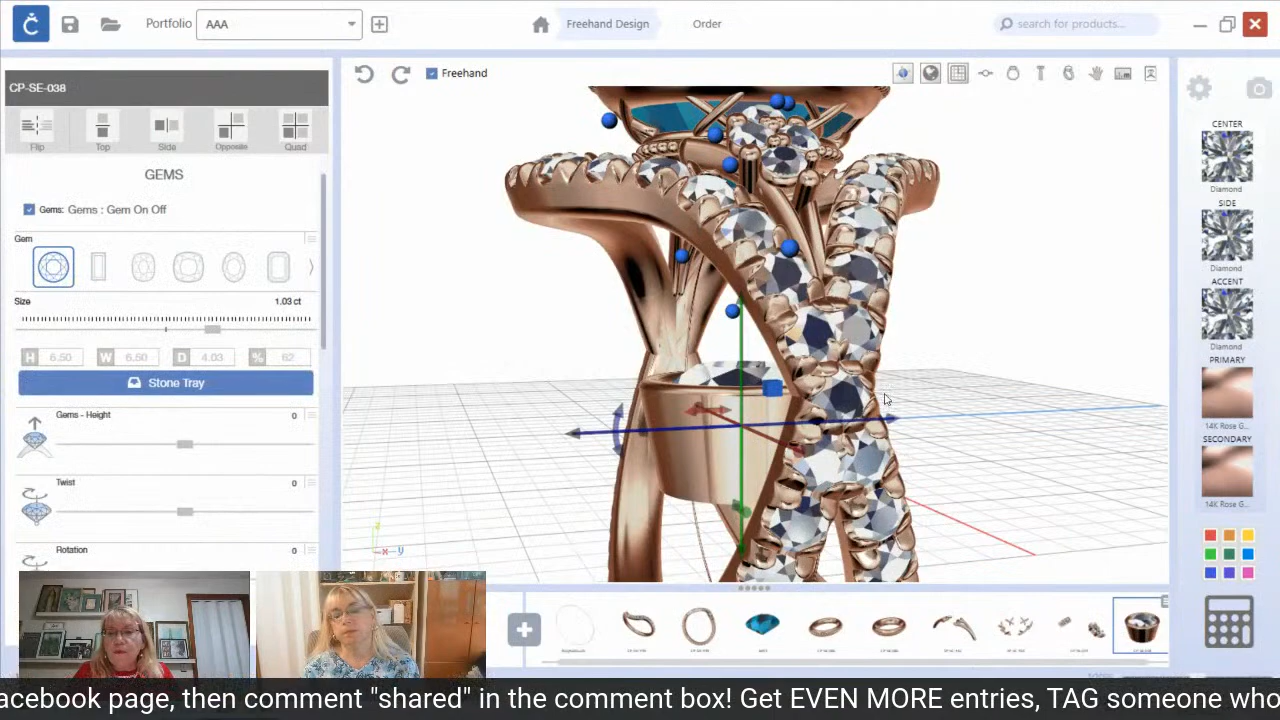 Č
Portfolio
AAA
Freehand Design
Order
search for products...
CP-SE-038
Freehand
Flip
Top
Side
Opposite
Quad
GEMS
Gems: Gems : Gem On Off
Gem
Size
1.03 ct
H 6.50
W 6.50
D 4.03
% 62
Stone Tray
Gems - Height
0
Twist
0
Rotation
0
CENTER
Diamond
SIDE
Diamond
ACCENT
Diamond
PRIMARY
14K Rose G...
SECONDARY
14K Rose G...
x
y
acebook page, then comment "shared" in the comment box! Get EVEN MORE entries, TAG someone who